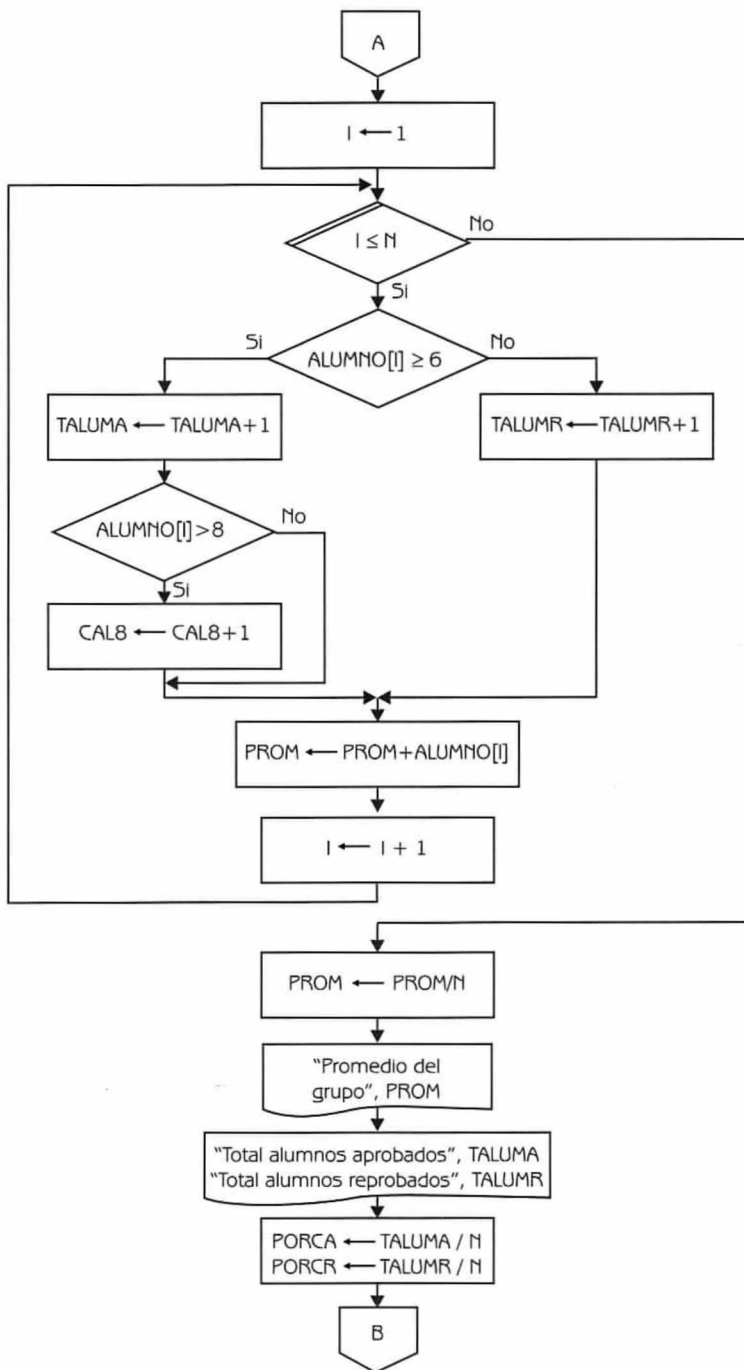 A
I ← 1
I ≤ N
No
Si
ALUMNO[I] ≥ 6
Si
No
TALUMA ← TALUMA+1
TALUMR ← TALUMR+1
ALUMNO[I]>8
No
Si
CAL8 ← CAL8+1
PROM ← PROM+ALUMNO[I]
I ← I + 1
PROM ← PROM/N
“Promedio del
grupo”, PROM
“Total alumnos aprobados”, TALUMA
“Total alumnos reprobados”, TALUMR
PORCA ← TALUMA / N
PORCR ← TALUMR / N
B